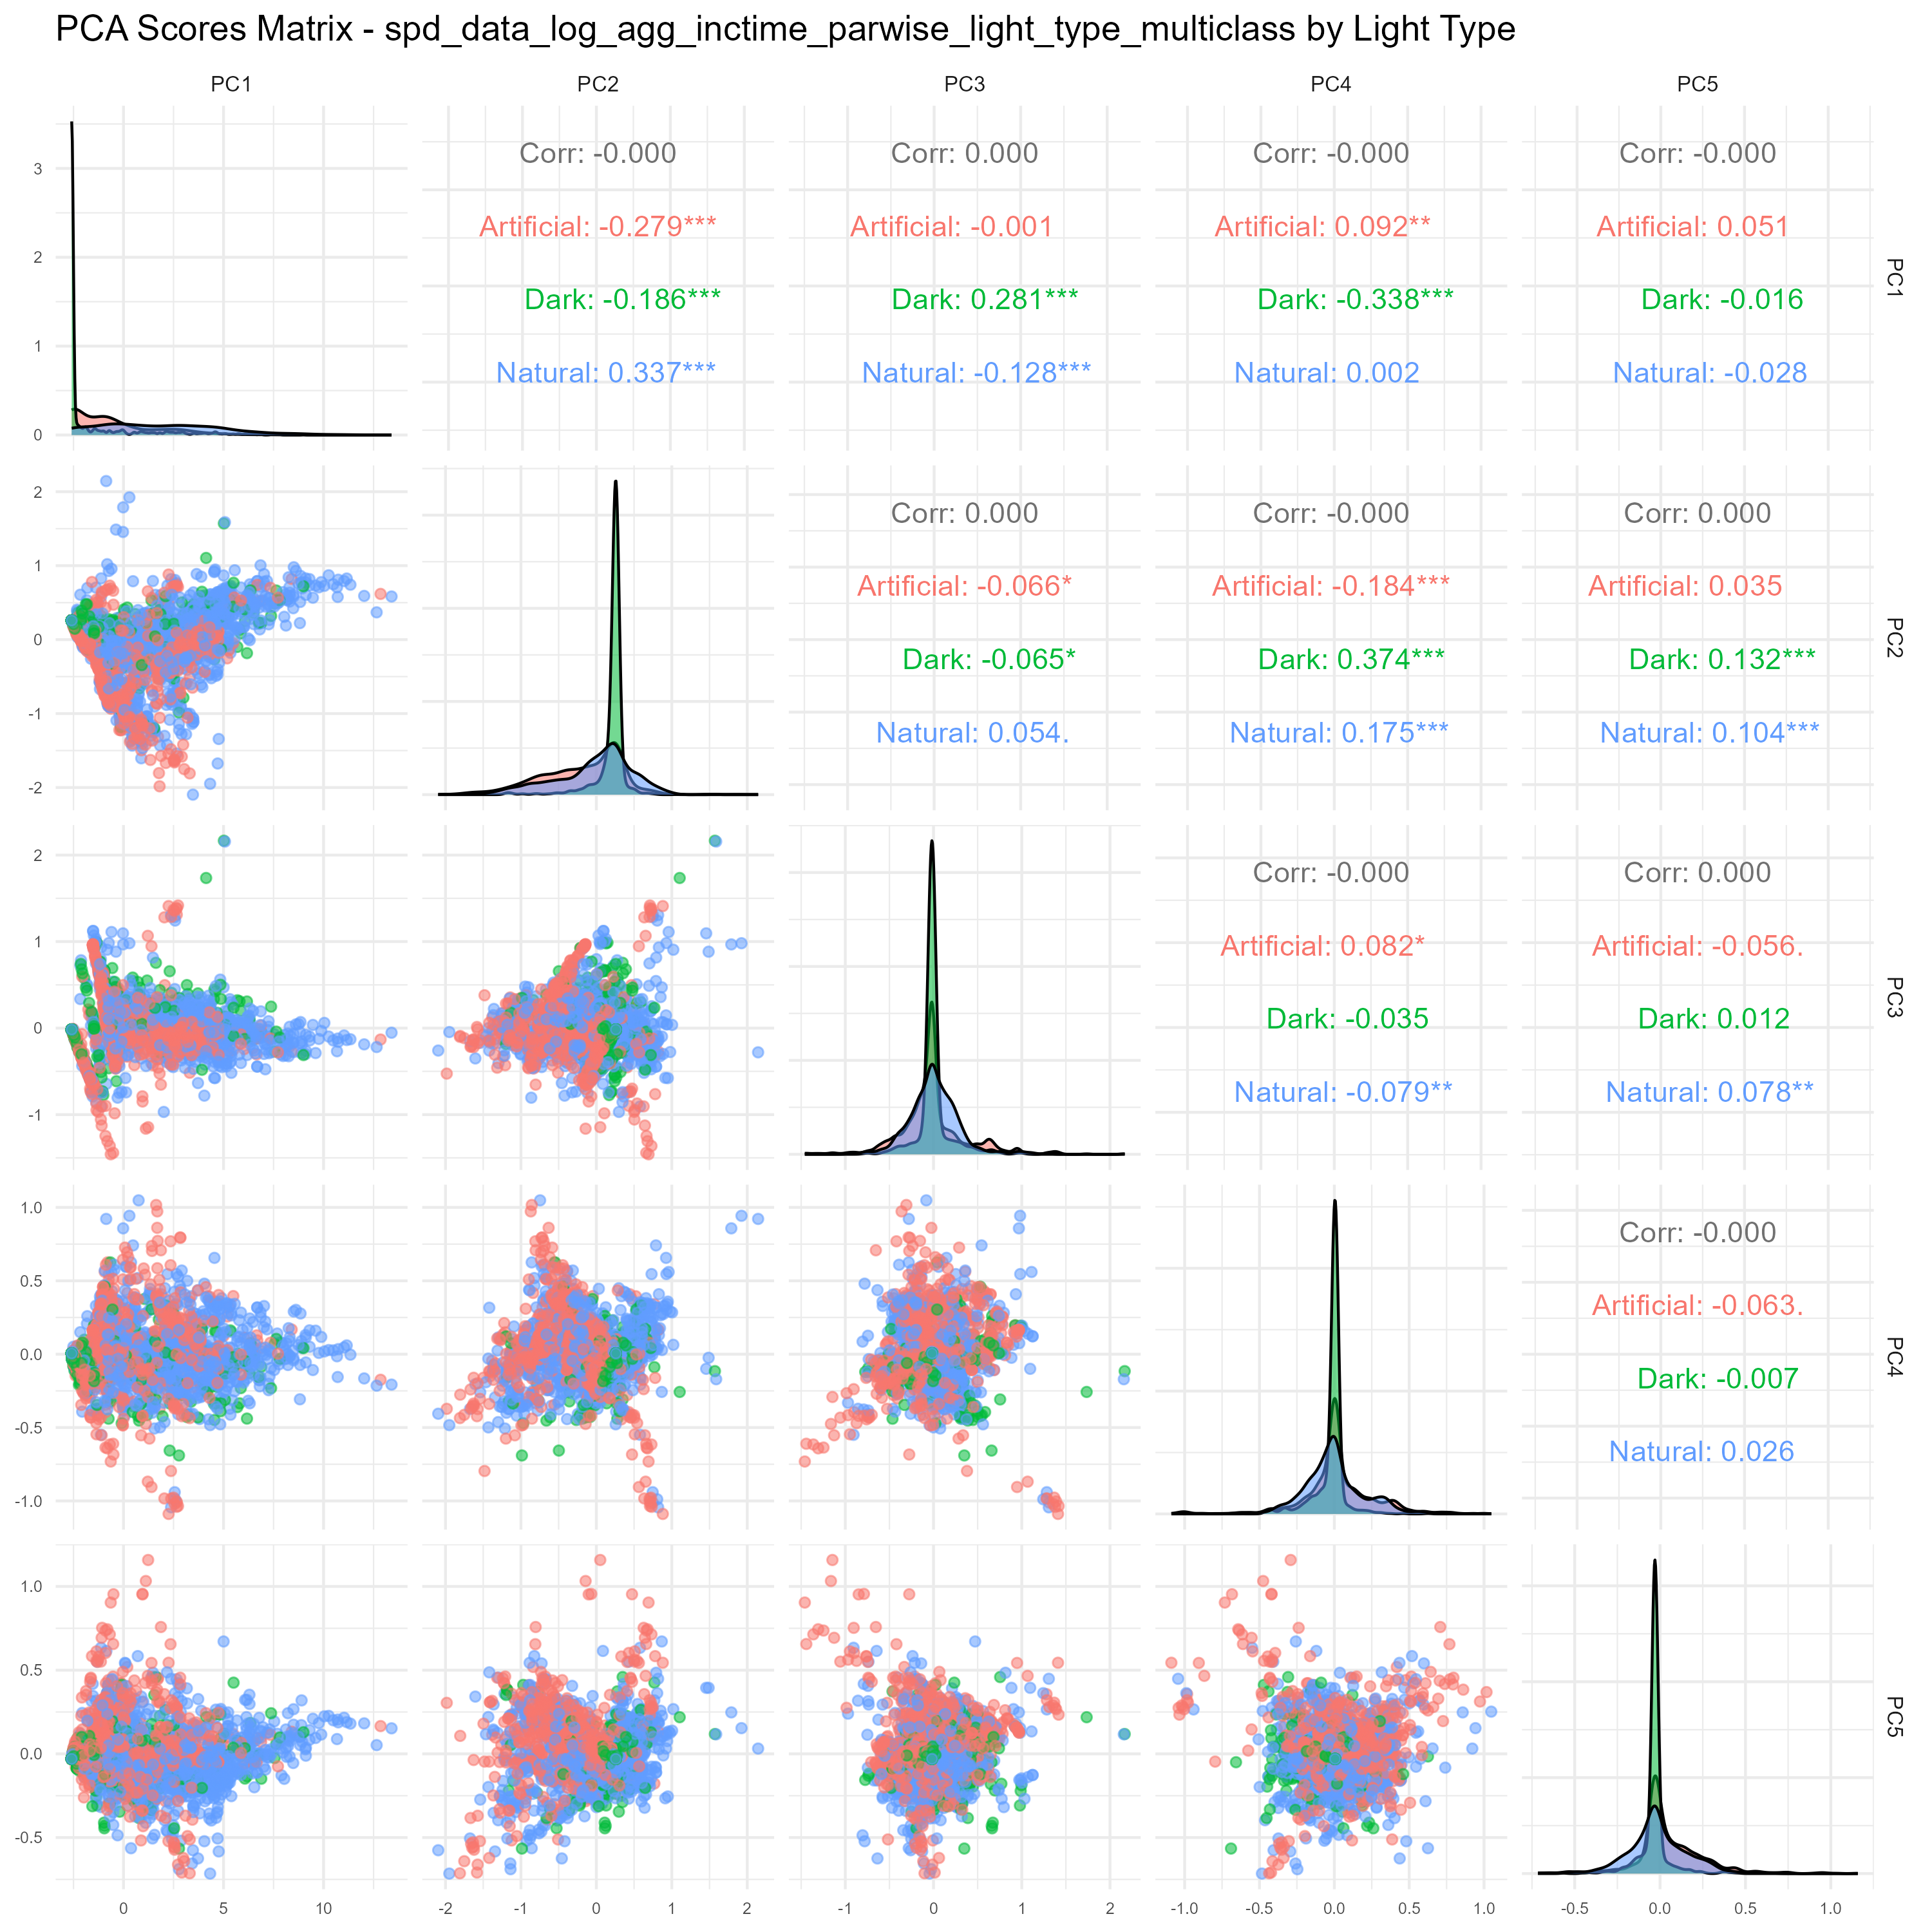 PCA Scores Matrix - spd_data_log_agg_inctime_parwise_light_type_multiclass by Light Type
PC1 PC2 PC3 PC4 PC5
3
2
1
0
Corr: -0.000
Artificial: -0.279***
Dark: -0.186***
Natural: 0.337***
Corr: 0.000
Artificial: -0.001
Dark: 0.281***
Natural: -0.128***
Corr: -0.000
Artificial: 0.092**
Dark: -0.338***
Natural: 0.002
Corr: -0.000
Artificial: 0.051
Dark: -0.016
Natural: -0.028
PC1
2
1
0
-1
-2
Corr: 0.000
Artificial: -0.066*
Dark: -0.065*
Natural: 0.054.
Corr: -0.000
Artificial: -0.184***
Dark: 0.374***
Natural: 0.175***
Corr: 0.000
Artificial: 0.035
Dark: 0.132***
Natural: 0.104***
PC2
2
1
0
-1
Corr: -0.000
Artificial: 0.082*
Dark: -0.035
Natural: -0.079**
Corr: 0.000
Artificial: -0.056.
Dark: 0.012
Natural: 0.078**
PC3
1.0
0.5
0.0
-0.5
-1.0
Corr: -0.000
Artificial: -0.063.
Dark: -0.007
Natural: 0.026
PC4
1.0
0.5
0.0
-0.5
PC5
0 5 10
-2 -1 0 1 2
-1 0 1 2
-1.0 -0.5 0.0 0.5 1.0
-0.5 0.0 0.5 1.0